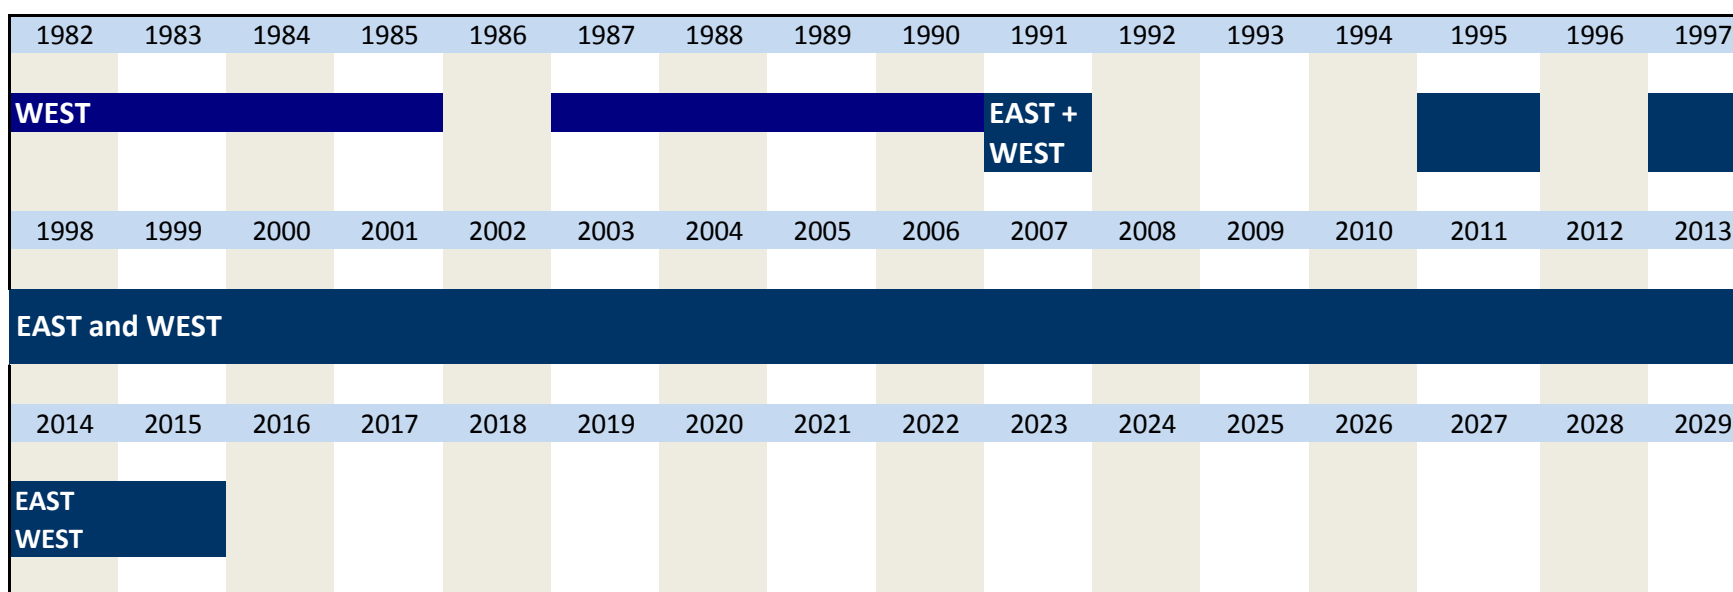 1982 1983 1984 1985 1986 1987 1988 1989 1990 1991 1992 1993 1994 1995 1996 1997
WEST
EAST +
WEST
1998 1999 2000 2001 2002 2003 2004 2005 2006 2007 2008 2009 2010 2011 2012 2013
EAST and WEST
2014 2015 2016 2017 2018 2019 2020 2021 2022 2023 2024 2025 2026 2027 2028 2029
EAST
WEST